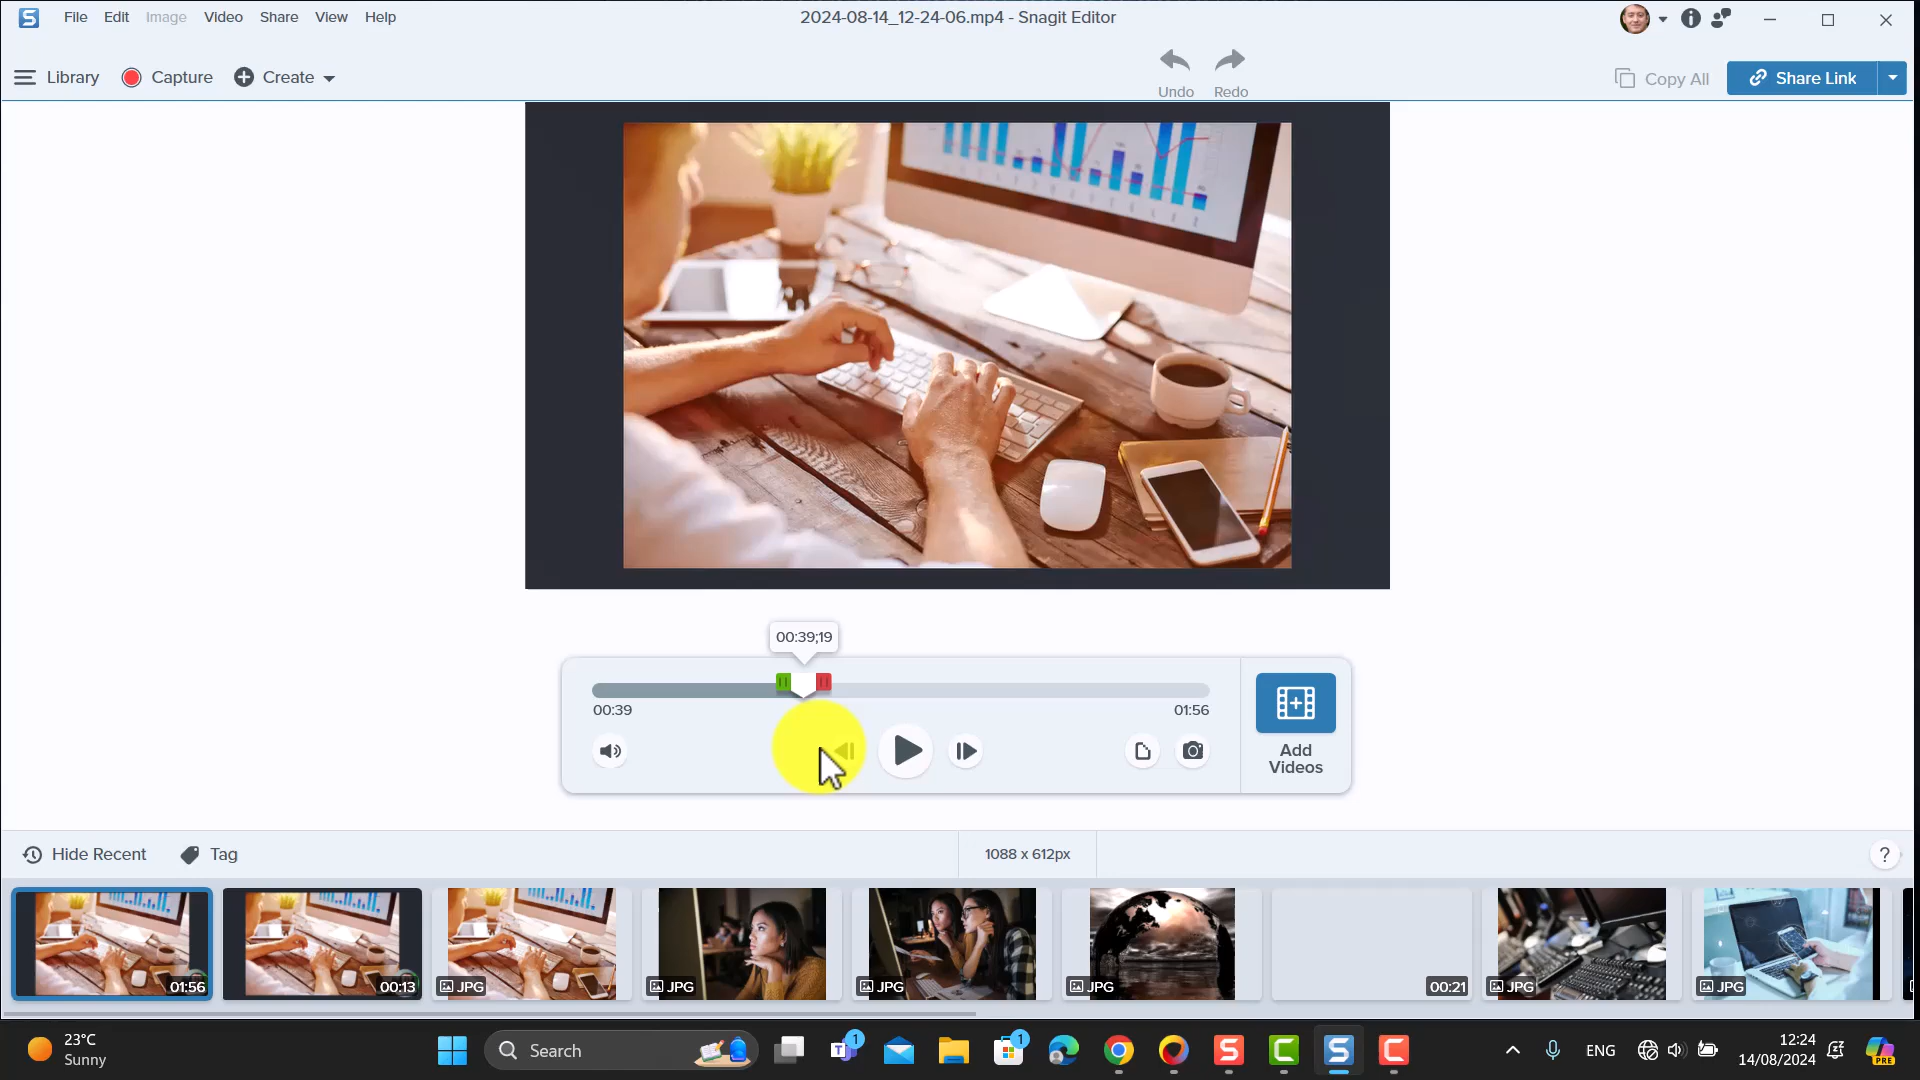 File Edit Image Video Share View Help
2024-08-14_12-24-06.mp4 - Snagit Editor
Library
Capture
Create
Undo
Redo
Copy All
Share Link
00:39;19
00:39
01:56
Add
Videos
Hide Recent
Tag
1088 x 612px
?
01:56
00:13
JPG
JPG
JPG
JPG
00:21
JPG
JPG
23°C
Sunny
Search
1
1
ENG
12:24
14/08/2024
PRE